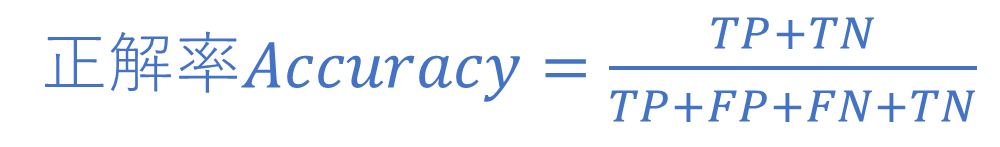 正解率Accuracy = TP+TN / TP+FP+FN+TN